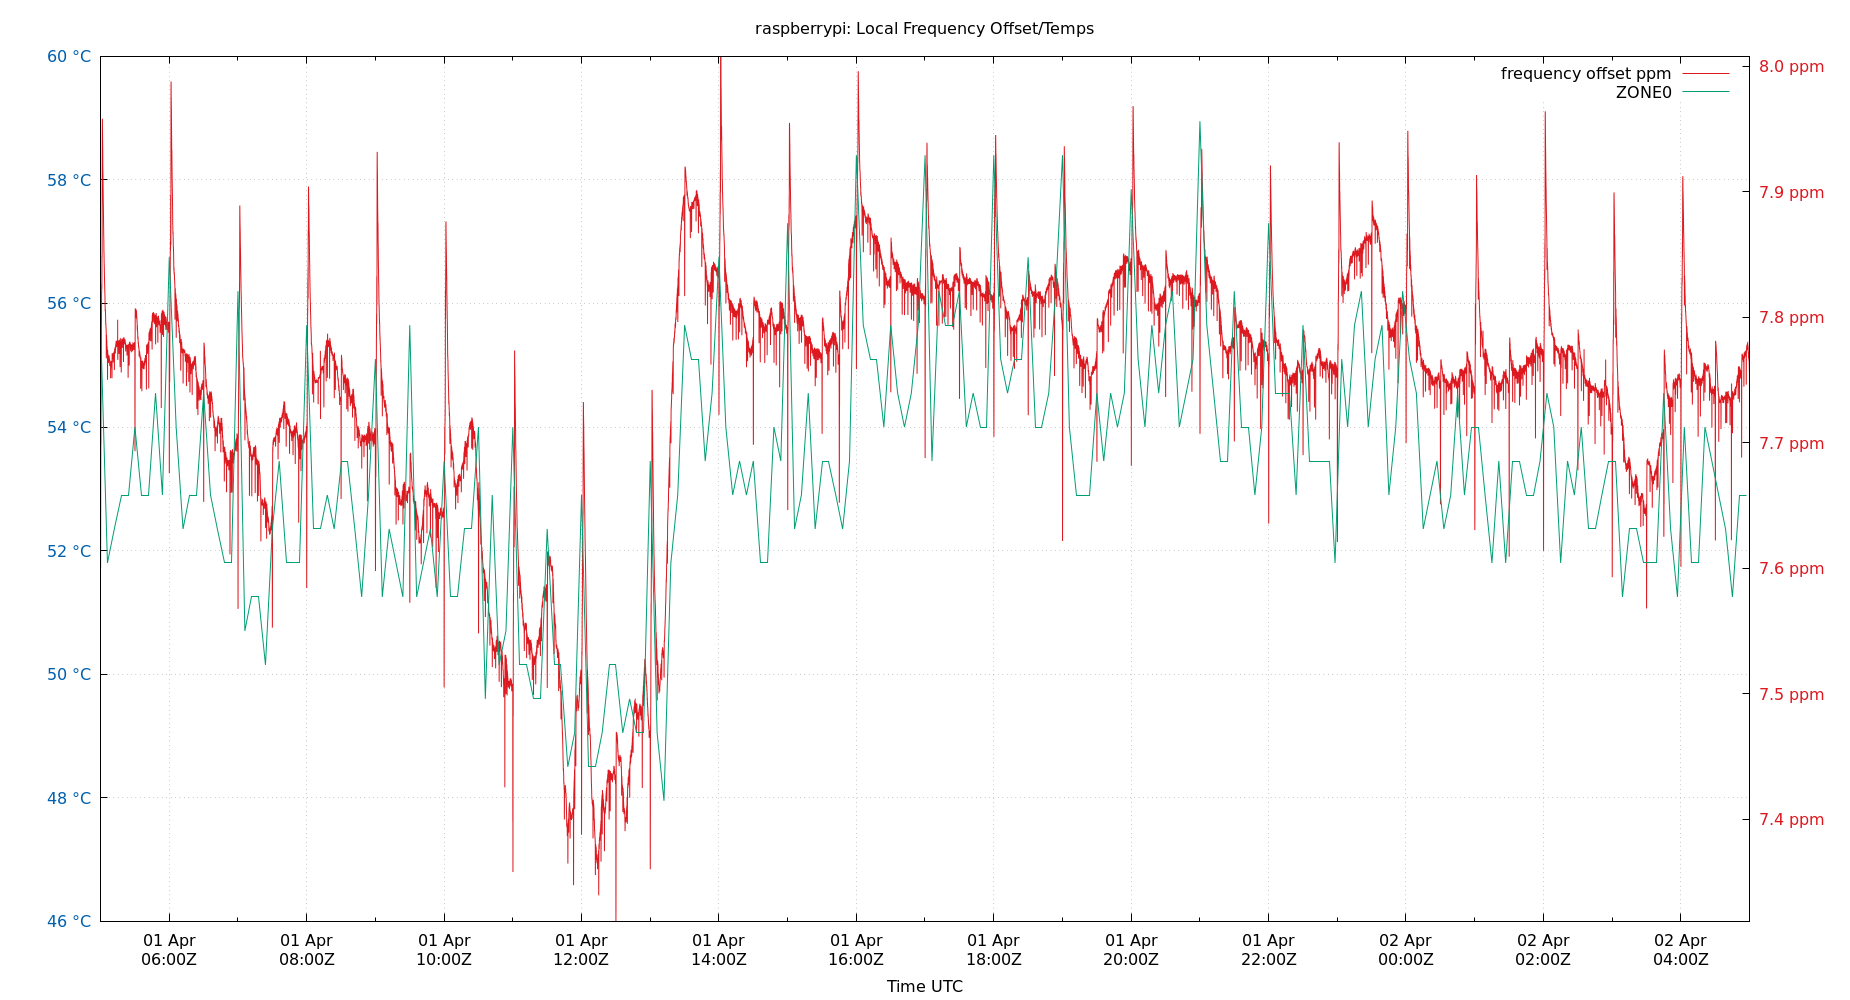 raspberrypi: Local Frequency Offset/Temps
60 °C
58 °C
56 °C
54 °C
52 °C
50 °C
48 °C
46 °C
frequency offset ppm
ZONE0
8.0 ppm
7.9 ppm
7.8 ppm
7.7 ppm
7.6 ppm
7.5 ppm
7.4 ppm
01 Apr
06:00Z
01 Apr
08:00Z
01 Apr
10:00Z
01 Apr
12:00Z
01 Apr
14:00Z
01 Apr
16:00Z
01 Apr
18:00Z
01 Apr
20:00Z
01 Apr
22:00Z
02 Apr
00:00Z
02 Apr
02:00Z
02 Apr
04:00Z
Time UTC